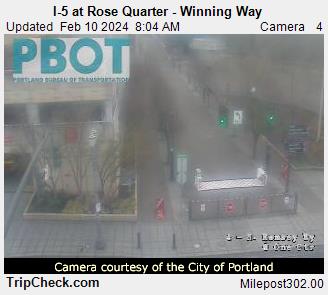 I-5 at Rose Quarter - Winning Way
Updated Feb 10 2024 8:04 AM Camera 4
PBOT
PORTLAND BUREAU OF TRANSPORTATION
Camera courtesy of the City of Portland
TripCheck.com Milepost302.00